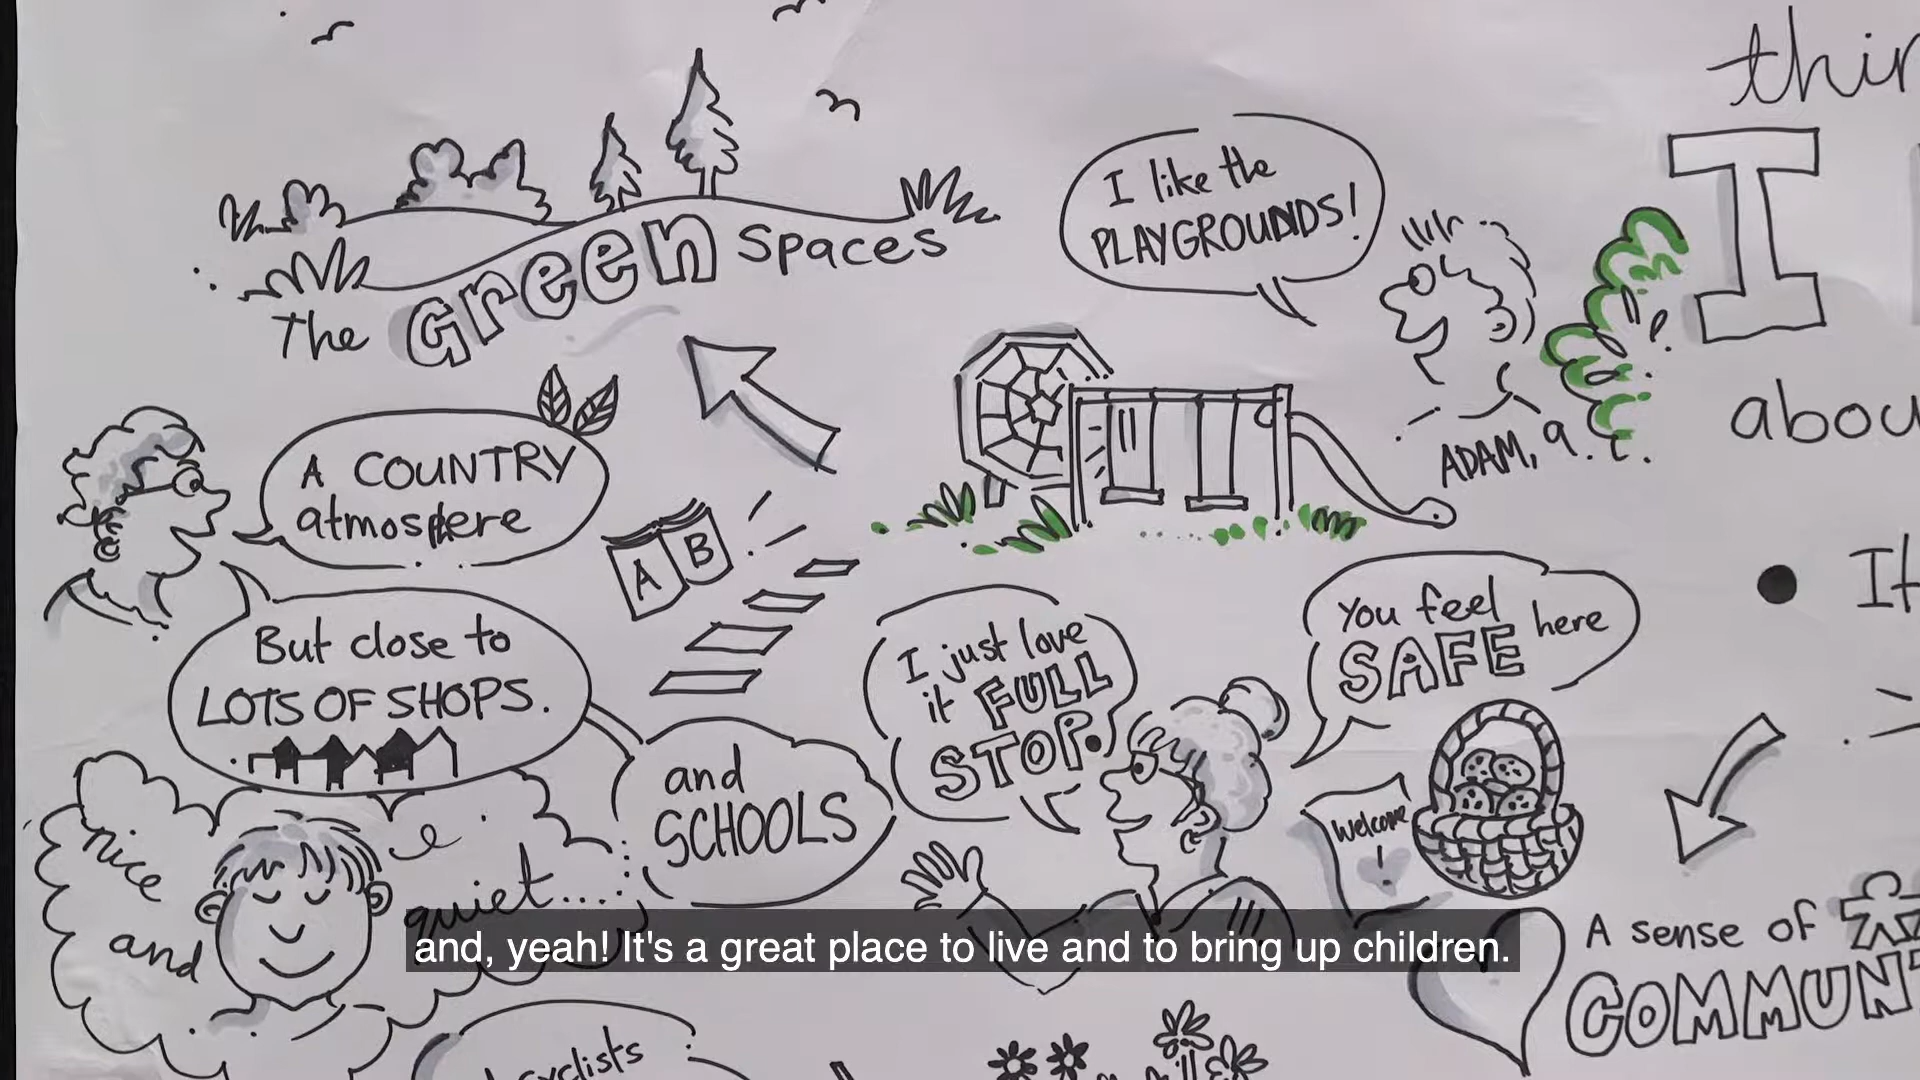 The Green Spaces
I like the
PLAYGROUNDS!
ADAM, 9.
I
A COUNTRY
atmosphere
A B
But close to
LOTS OF SHOPS.
and
SCHOOLS
I just love
it FULL
STOP.
You feel
SAFE here
Welcome
!
nice
and
quiet....
A sense of
and, yeah! It's a great place to live and to bring up children.